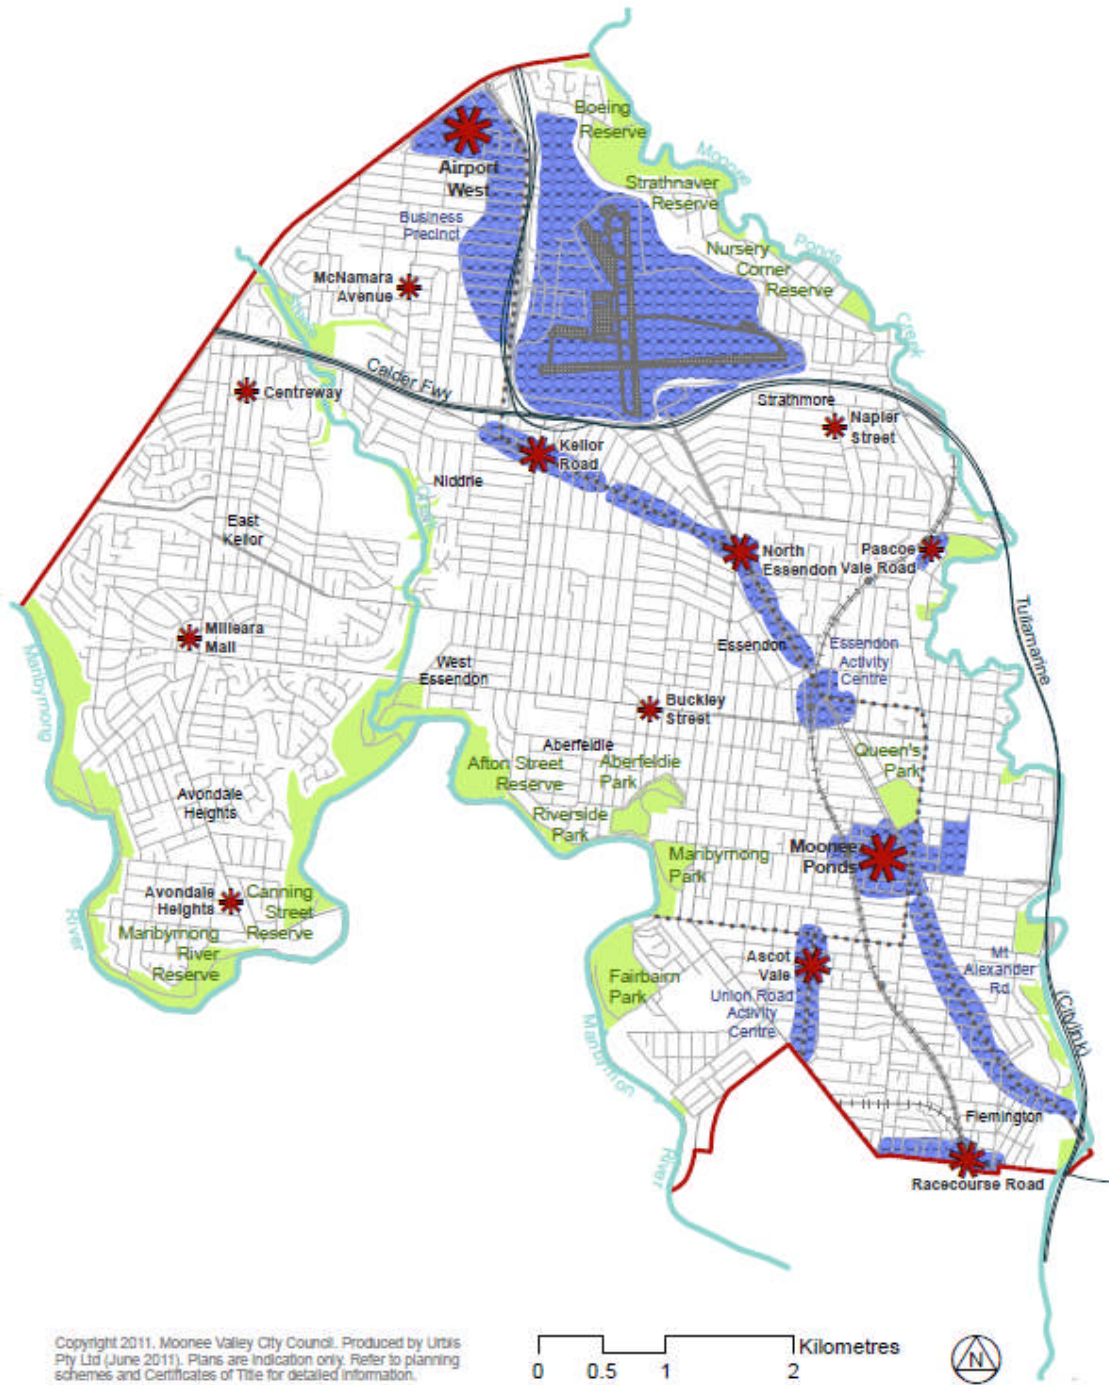 Boeing
Reserve
Moonee
Airport
West
Strathnaver
Reserve
Business
Precinct
Ponds
Nursery
Corner
Reserve
McNamara
Avenue
Steele
Creek
Calder Fwy
Centreway
Strathmore
Napier
Street
Keilor
Road
Niddrie
Creek
East
Keilor
North
Essendon
Pascoe
Vale Road
Tullamarine
Milleara
Mall
Maribyrnong
Essendon
Essendon
Activity
Centre
West
Essendon
Buckley
Street
Aberfeldie
Afton Street
Reserve
Aberfeldie
Park
Queen's
Park
Avondale
Heights
Riverside
Park
Moonee
Ponds
Maribyrnong
Park
Avondale
Heights
Canning
Street
Reserve
River
Maribyrnong
River
Reserve
Ascot
Vale
Mt
Alexander
Rd
Fairbairn
Park
Union Road
Activity
Centre
(Citylink)
Maribyrnon
Flemington
River
Racecourse Road
Copyright 2011. Moonee Valley City Council. Produced by Urbis
Pty Ltd (June 2011). Plans are indication only. Refer to planning
schemes and Certificates of Title for detailed information.
Kilometres
0 0.5 1 2
N